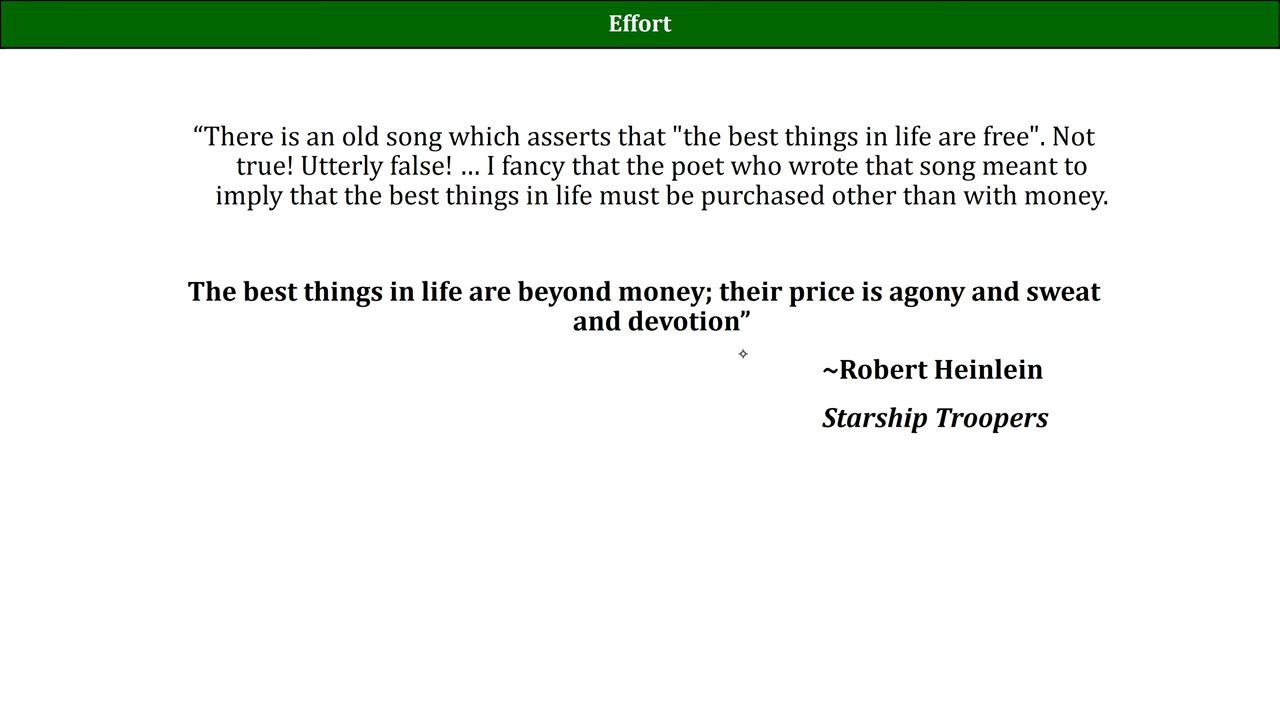 Effort
“There is an old song which asserts that "the best things in life are free". Not
true! Utterly false! … I fancy that the poet who wrote that song meant to
imply that the best things in life must be purchased other than with money.
The best things in life are beyond money; their price is agony and sweat
and devotion”
~Robert Heinlein
Starship Troopers